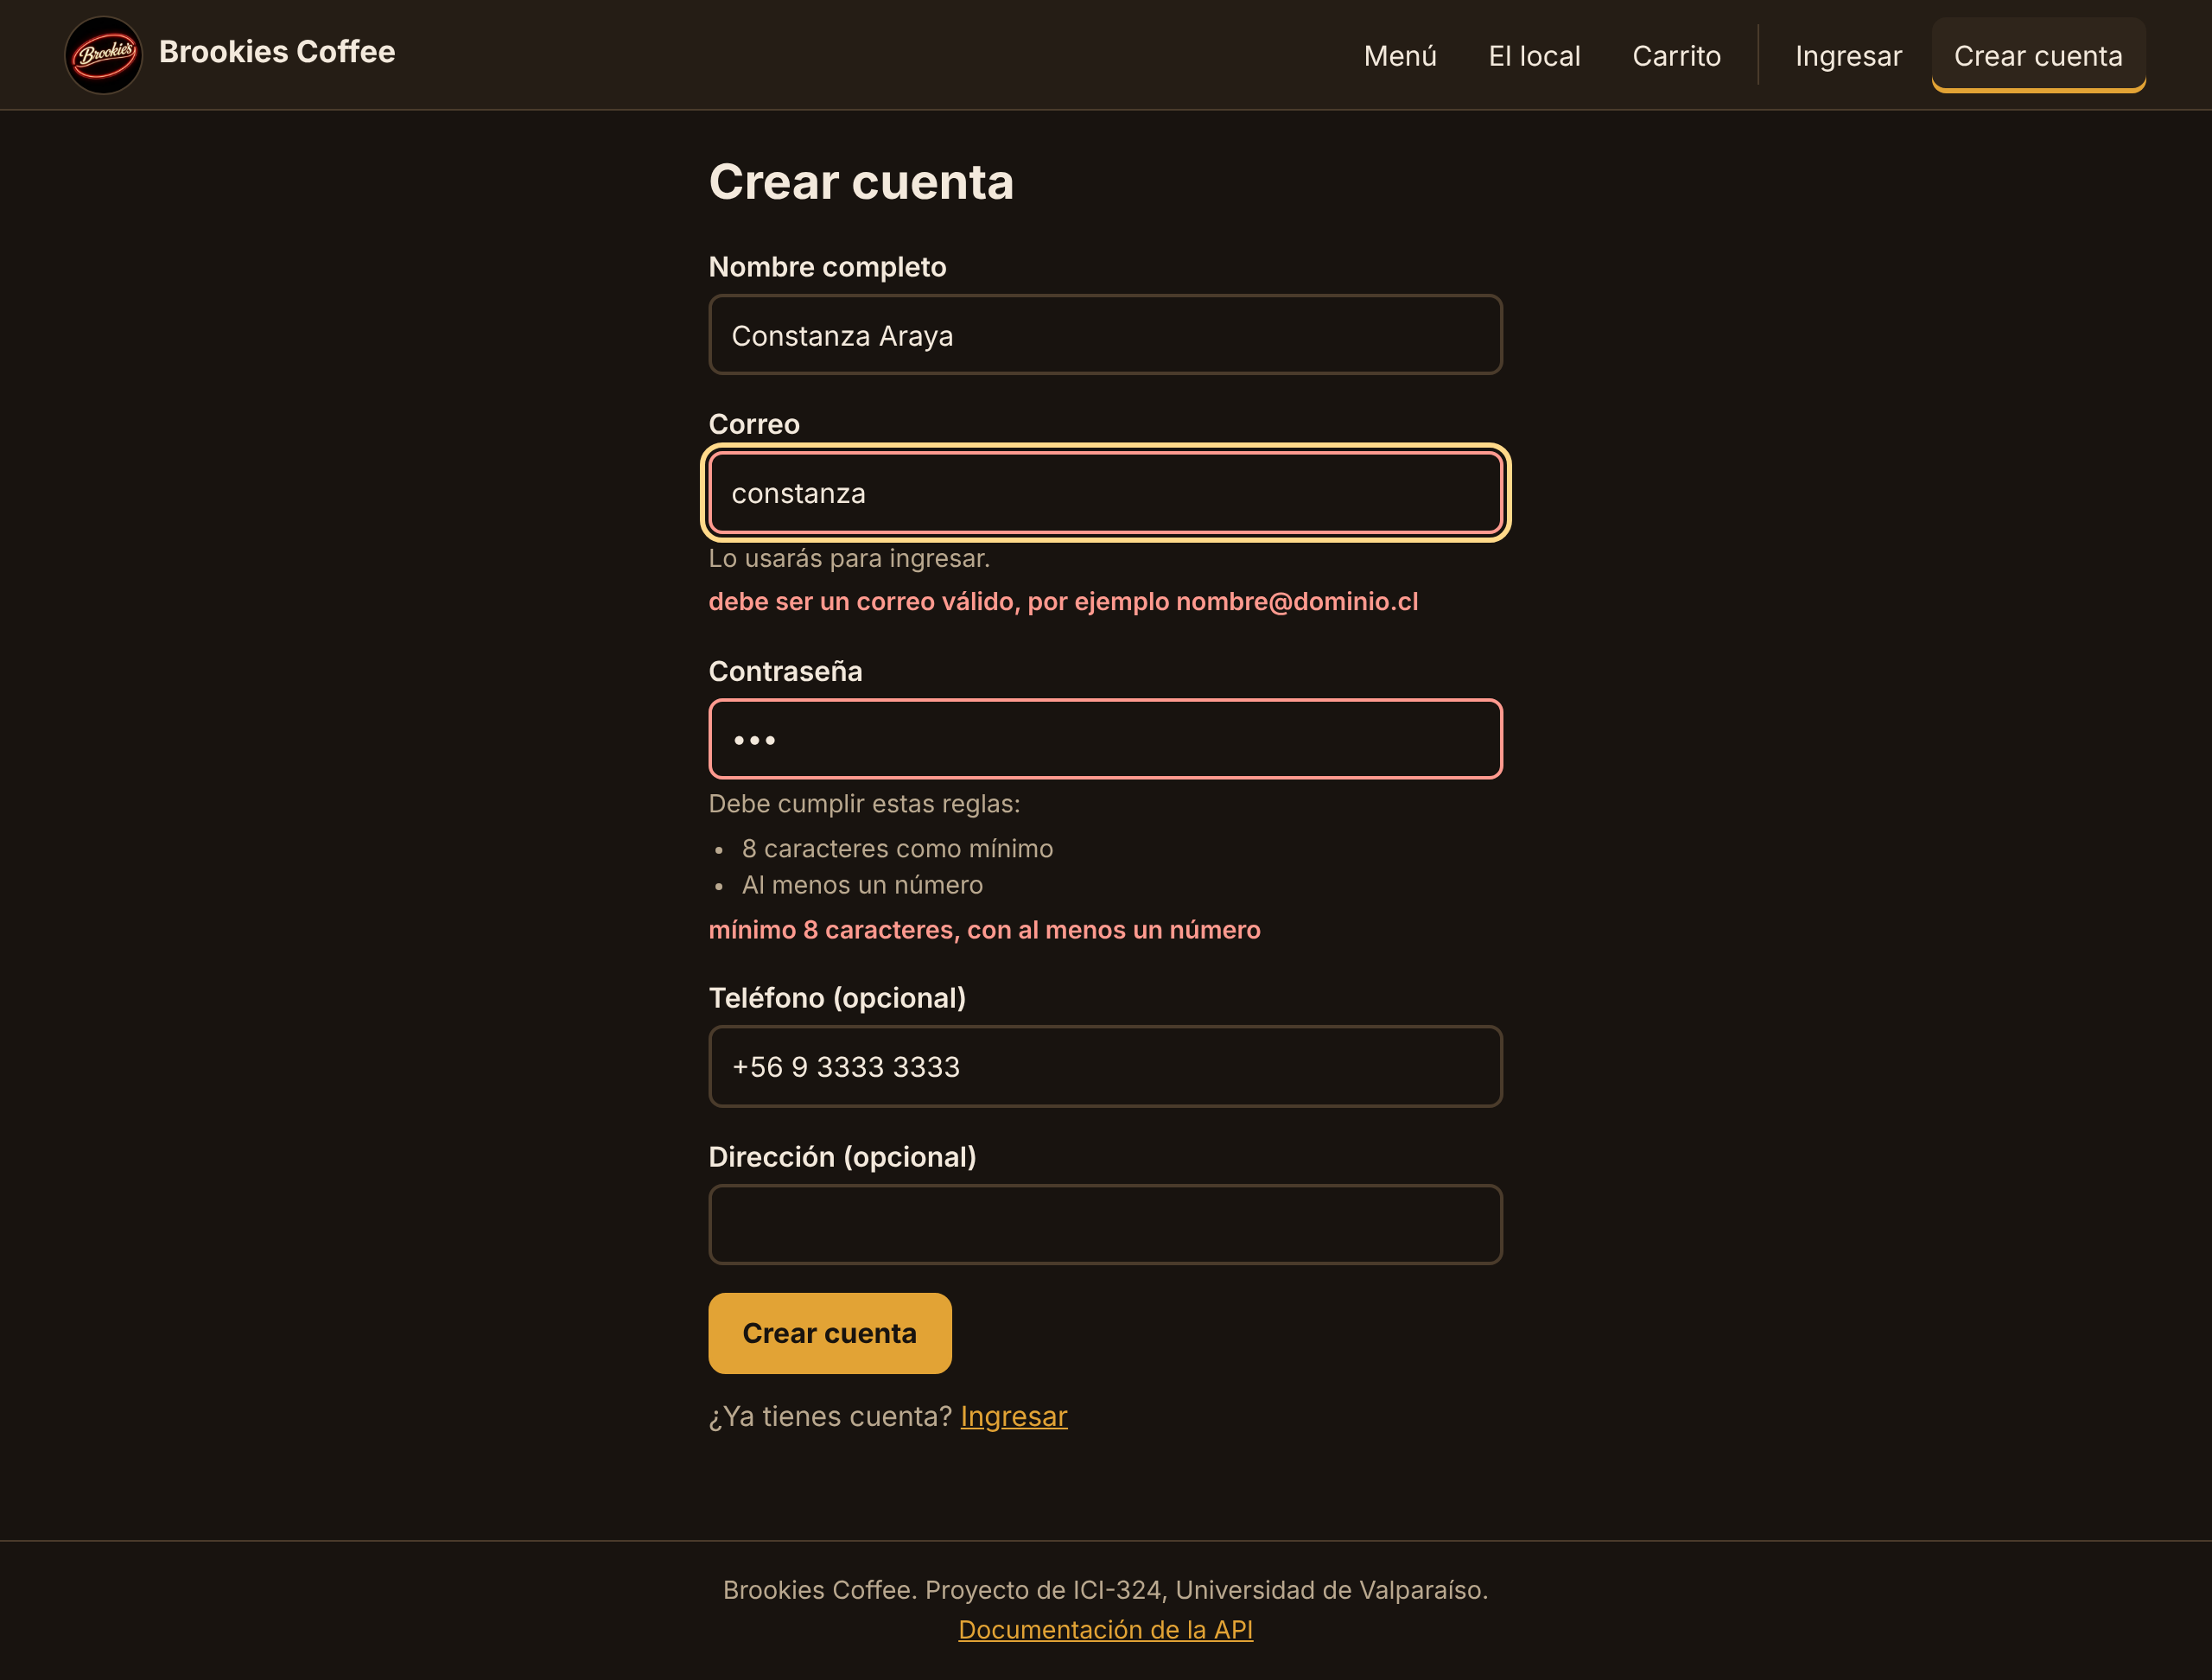 Brookie's
Brookies Coffee
Menú
El local
Carrito
Ingresar
Crear cuenta
Crear cuenta
Nombre completo
Constanza Araya
Correo
constanza
Lo usarás para ingresar.
debe ser un correo válido, por ejemplo nombre@dominio.cl
Contraseña
•••
Debe cumplir estas reglas:
• 8 caracteres como mínimo
• Al menos un número
mínimo 8 caracteres, con al menos un número
Teléfono (opcional)
+56 9 3333 3333
Dirección (opcional)
Crear cuenta
¿Ya tienes cuenta? Ingresar
Brookies Coffee. Proyecto de ICI-324, Universidad de Valparaíso.
Documentación de la API